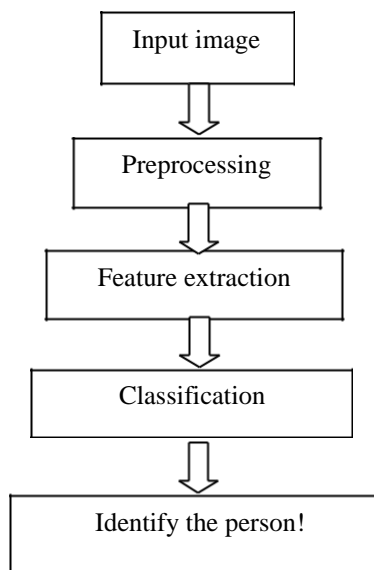 Input image
Preprocessing
Feature extraction
Classification
Identify the person!